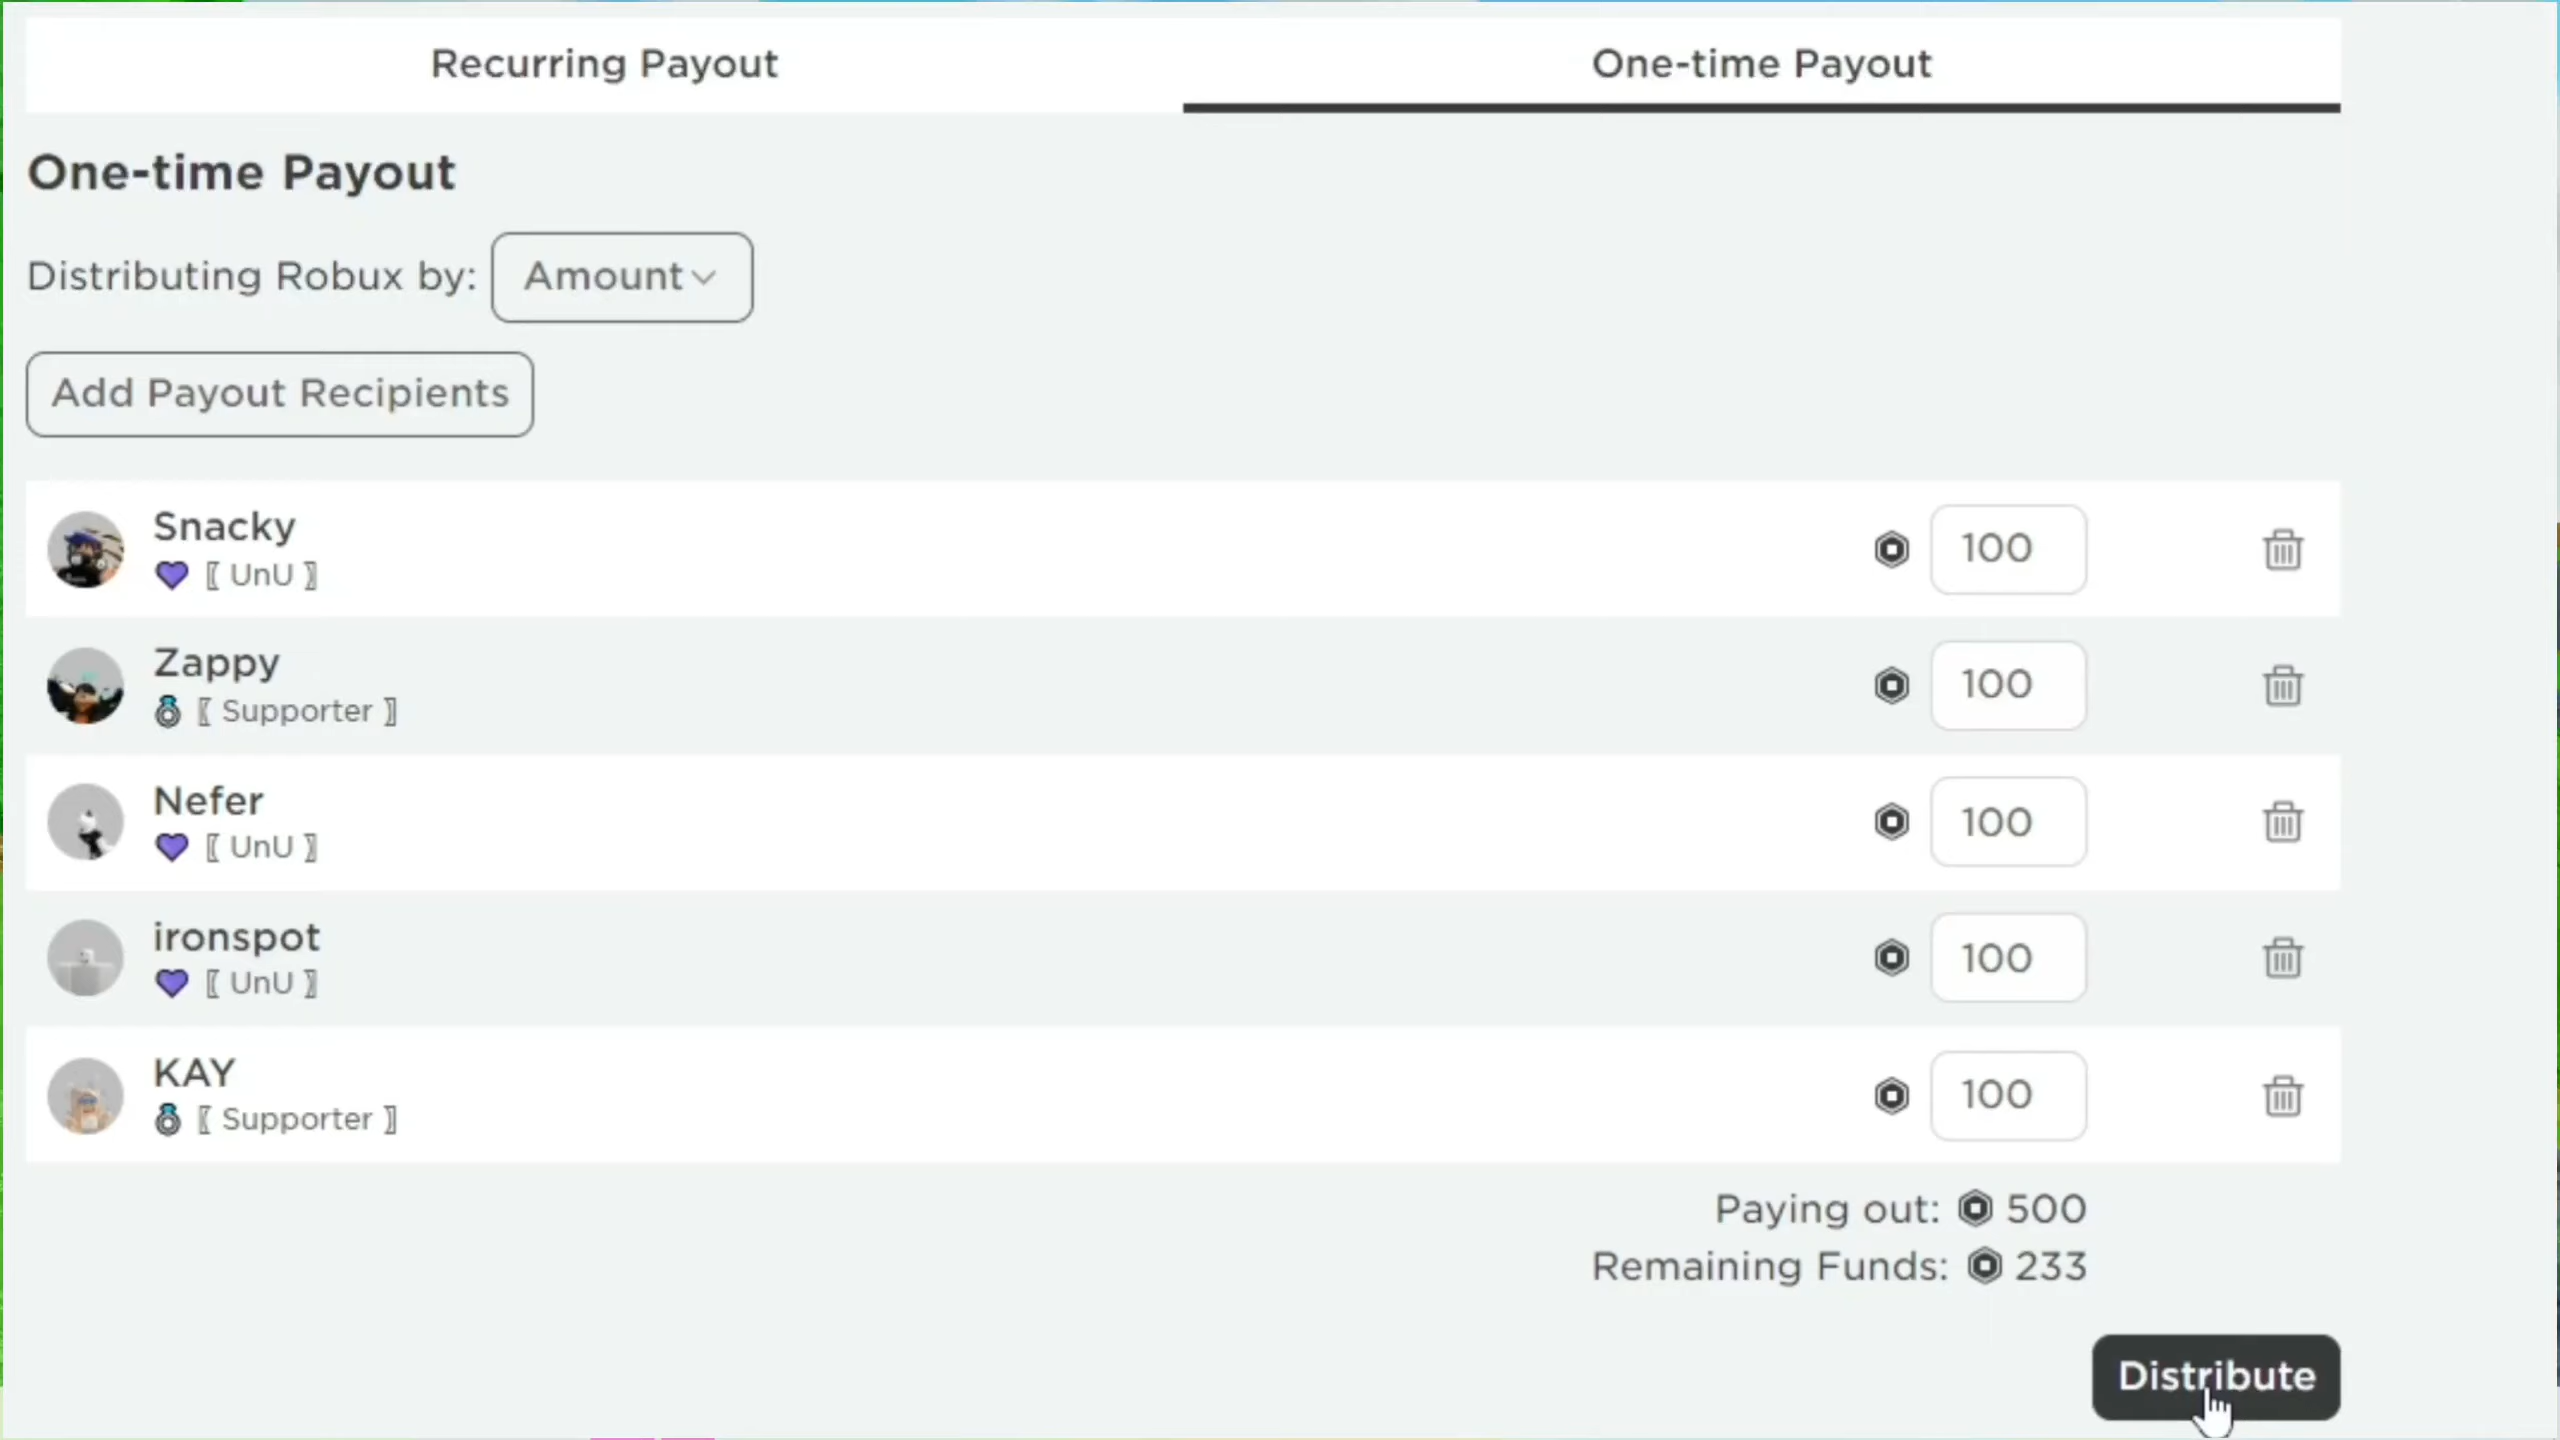 Recurring Payout
One-time Payout
One-time Payout
Distributing Robux by: Amount
Add Payout Recipients
Snacky
💜 〖 UnU 〗
100
Zappy
💍 〖 Supporter 〗
100
Nefer
💜 〖 UnU 〗
100
ironspot
💜 〖 UnU 〗
100
KAY
💍 〖 Supporter 〗
100
Paying out: 500
Remaining Funds: 233
Distribute